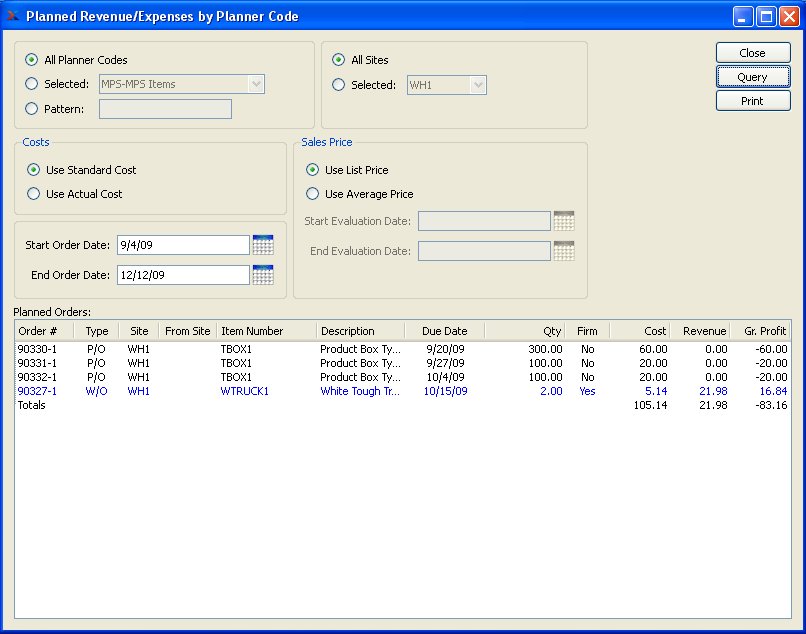 Planned Revenue/Expenses by Planner Code
All Planner Codes
Selected: MPS-MPS Items
Pattern:
All Sites
Selected: WH1
Close
Query
Print
Costs
Use Standard Cost
Use Actual Cost
Sales Price
Use List Price
Use Average Price
Start Evaluation Date:
End Evaluation Date:
Start Order Date: 9/4/09
End Order Date: 12/12/09
Planned Orders:
Order # Type Site From Site Item Number Description Due Date Qty Firm Cost Revenue Gr. Profit
90330-1 P/O WH1 TBOX1 Product Box Ty... 9/20/09 300.00 No 60.00 0.00 -60.00
90331-1 P/O WH1 TBOX1 Product Box Ty... 9/27/09 100.00 No 20.00 0.00 -20.00
90332-1 P/O WH1 TBOX1 Product Box Ty... 10/4/09 100.00 No 20.00 0.00 -20.00
90327-1 W/O WH1 WTRUCK1 White Tough Tr... 10/15/09 2.00 Yes 5.14 21.98 16.84
Totals 105.14 21.98 -83.16